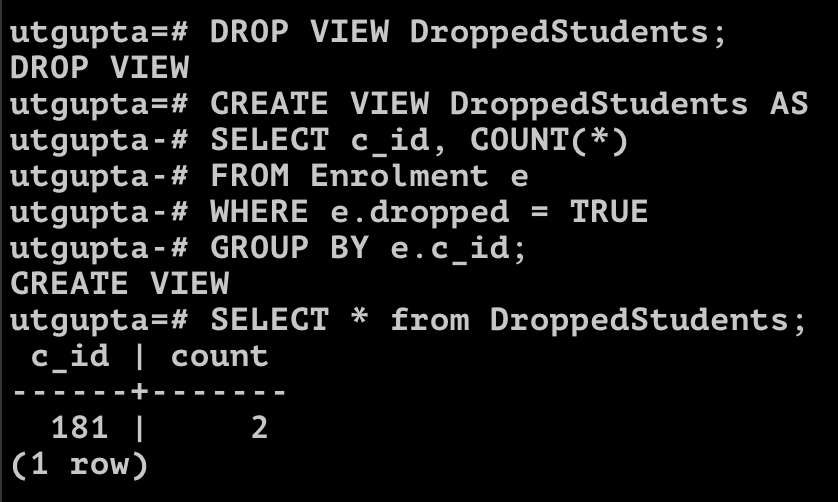 utgupta=# DROP VIEW DroppedStudents;
DROP VIEW
utgupta=# CREATE VIEW DroppedStudents AS
utgupta-# SELECT c_id, COUNT(*)
utgupta-# FROM Enrolment e
utgupta-# WHERE e.dropped = TRUE
utgupta-# GROUP BY e.c_id;
CREATE VIEW
utgupta=# SELECT * from DroppedStudents;
 c_id | count
------+-------
  181 |     2
(1 row)